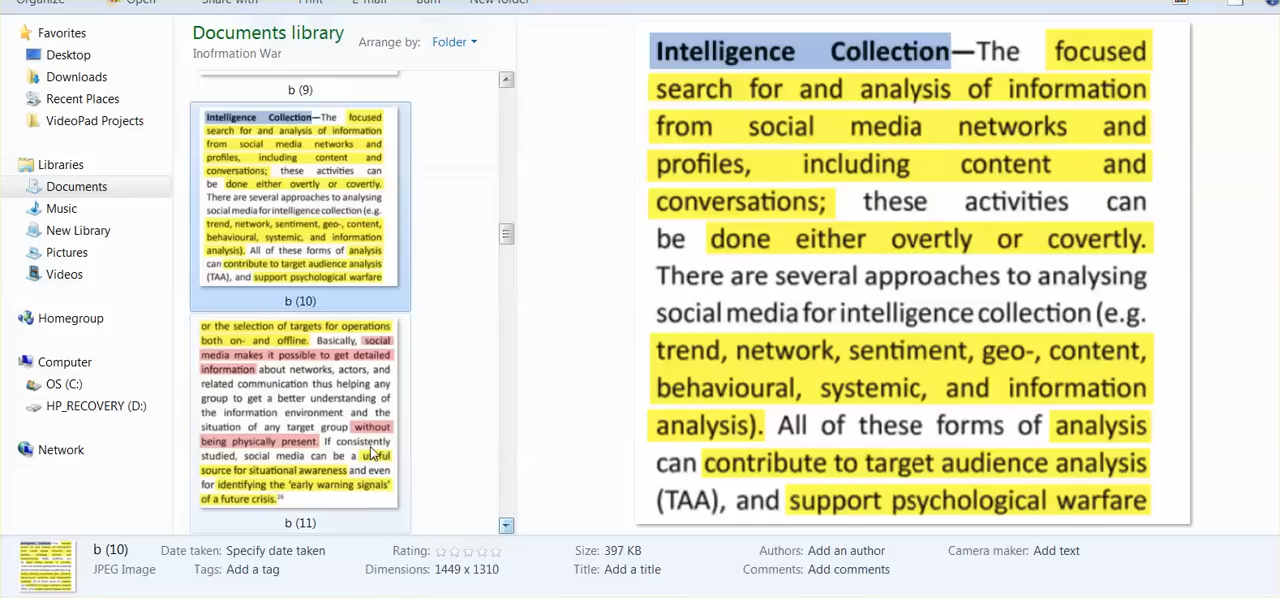 Organize Open Share with Print E-mail Burn New folder
Favorites
Desktop
Downloads
Recent Places
VideoPad Projects
Libraries
Documents
Music
New Library
Pictures
Videos
Homegroup
Computer
OS (C:)
HP_RECOVERY (D:)
Network
Documents library
Inofrmation War
Arrange by: Folder
b (9)
Intelligence Collection—The focused
search for and analysis of information
from social media networks and
profiles, including content and
conversations; these activities can
be done either overtly or covertly.
There are several approaches to analysing
social media for intelligence collection (e.g.
trend, network, sentiment, geo-, content,
behavioural, systemic, and information
analysis). All of these forms of analysis
can contribute to target audience analysis
(TAA), and support psychological warfare
b (10)
or the selection of targets for operations
both on- and offline. Basically, social
media makes it possible to get detailed
information about networks, actors, and
related communication thus helping any
group to get a better understanding of
the information environment and the
situation of any target group without
being physically present. If consistently
studied, social media can be a useful
source for situational awareness and even
for identifying the 'early warning signals'
of a future crisis.
b (11)
Intelligence Collection—The focused
search for and analysis of information
from social media networks and
profiles, including content and
conversations; these activities can
be done either overtly or covertly.
There are several approaches to analysing
social media for intelligence collection (e.g.
trend, network, sentiment, geo-, content,
behavioural, systemic, and information
analysis). All of these forms of analysis
can contribute to target audience analysis
(TAA), and support psychological warfare
b (10) Date taken: Specify date taken Rating: Size: 397 KB Authors: Add an author Camera maker: Add text
JPEG Image Tags: Add a tag Dimensions: 1449 x 1310 Title: Add a title Comments: Add comments